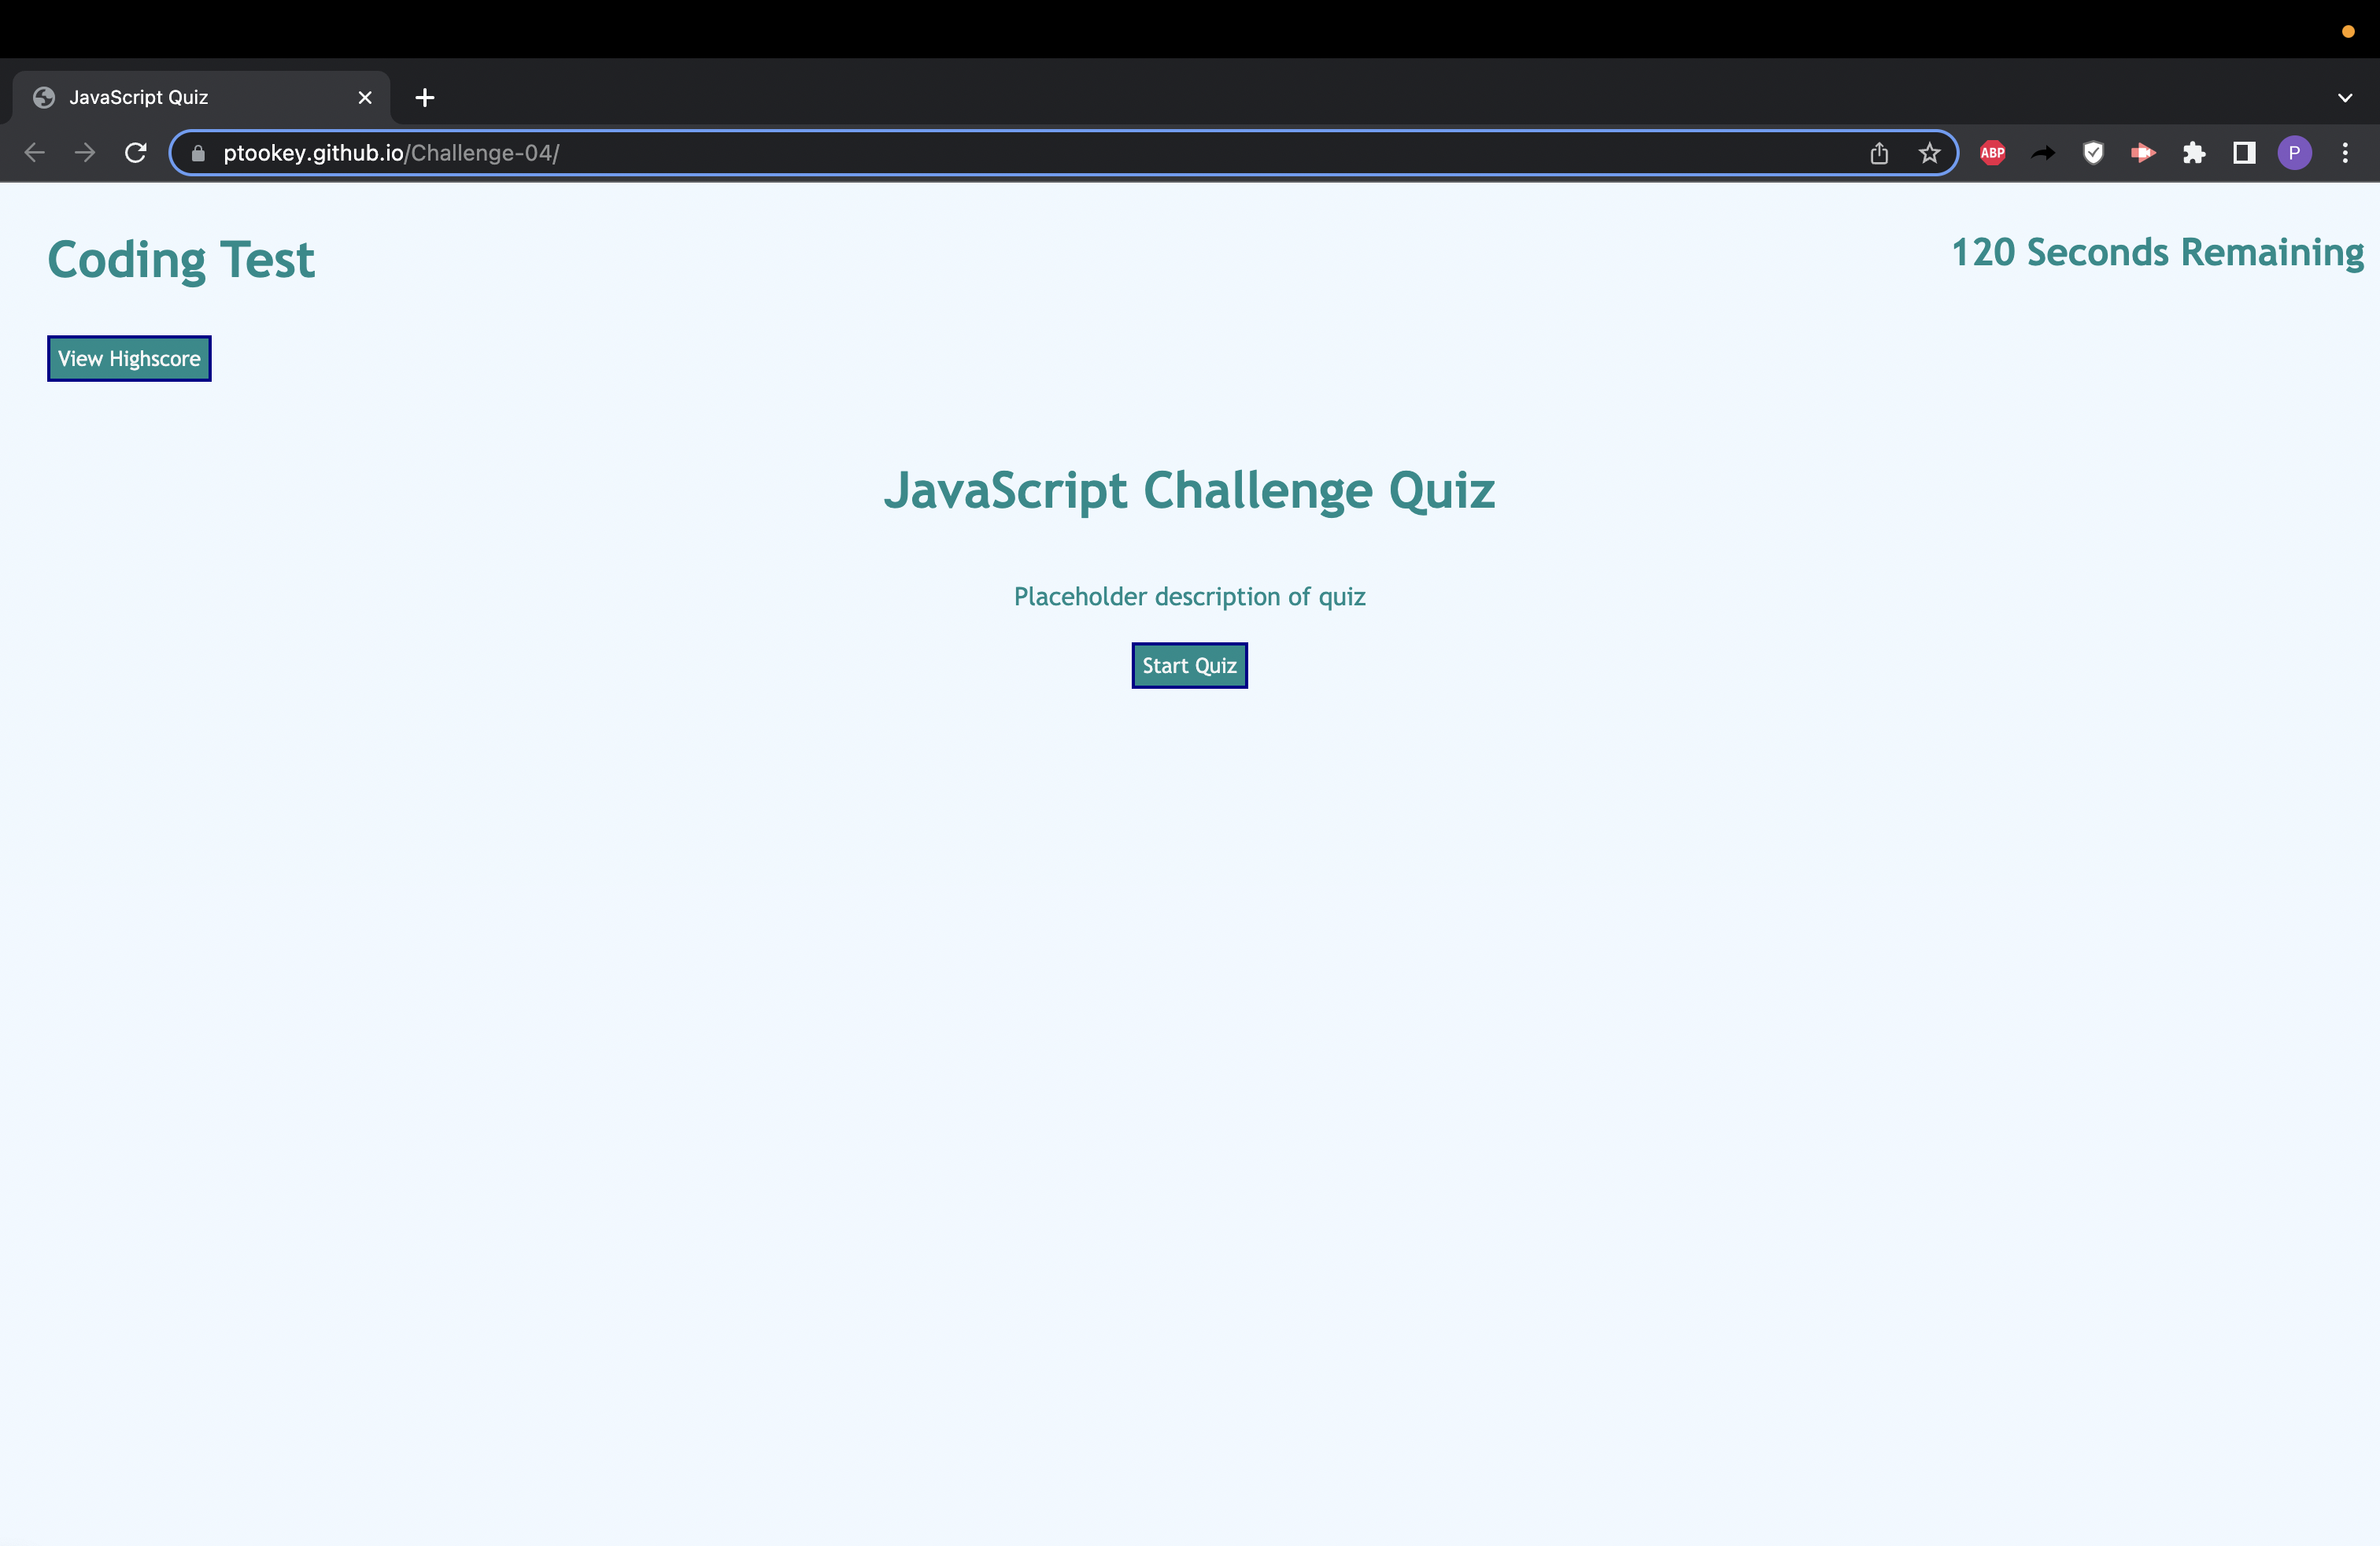 JavaScript Quiz
ptookey.github.io/Challenge-04/
ABP
P
Coding Test
120 Seconds Remaining
View Highscore
JavaScript Challenge Quiz
Placeholder description of quiz
Start Quiz